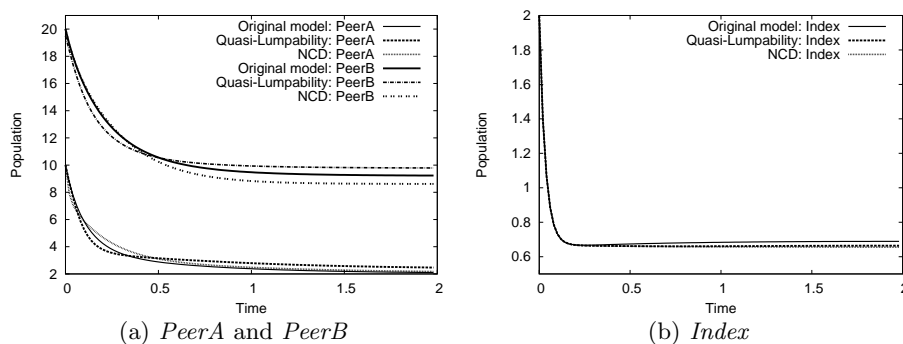 Original model: PeerA
Quasi-Lumpability: PeerA
NCD: PeerA
Original model: PeerB
Quasi-Lumpability: PeerB
NCD: PeerB
20
18
16
14
12
10
8
6
4
2
Population
0 0.5 1 1.5 2
Time
(a) PeerA and PeerB
Original model: Index
Quasi-Lumpability: Index
NCD: Index
2
1.8
1.6
1.4
1.2
1
0.8
0.6
Population
0 0.5 1 1.5 2
Time
(b) Index